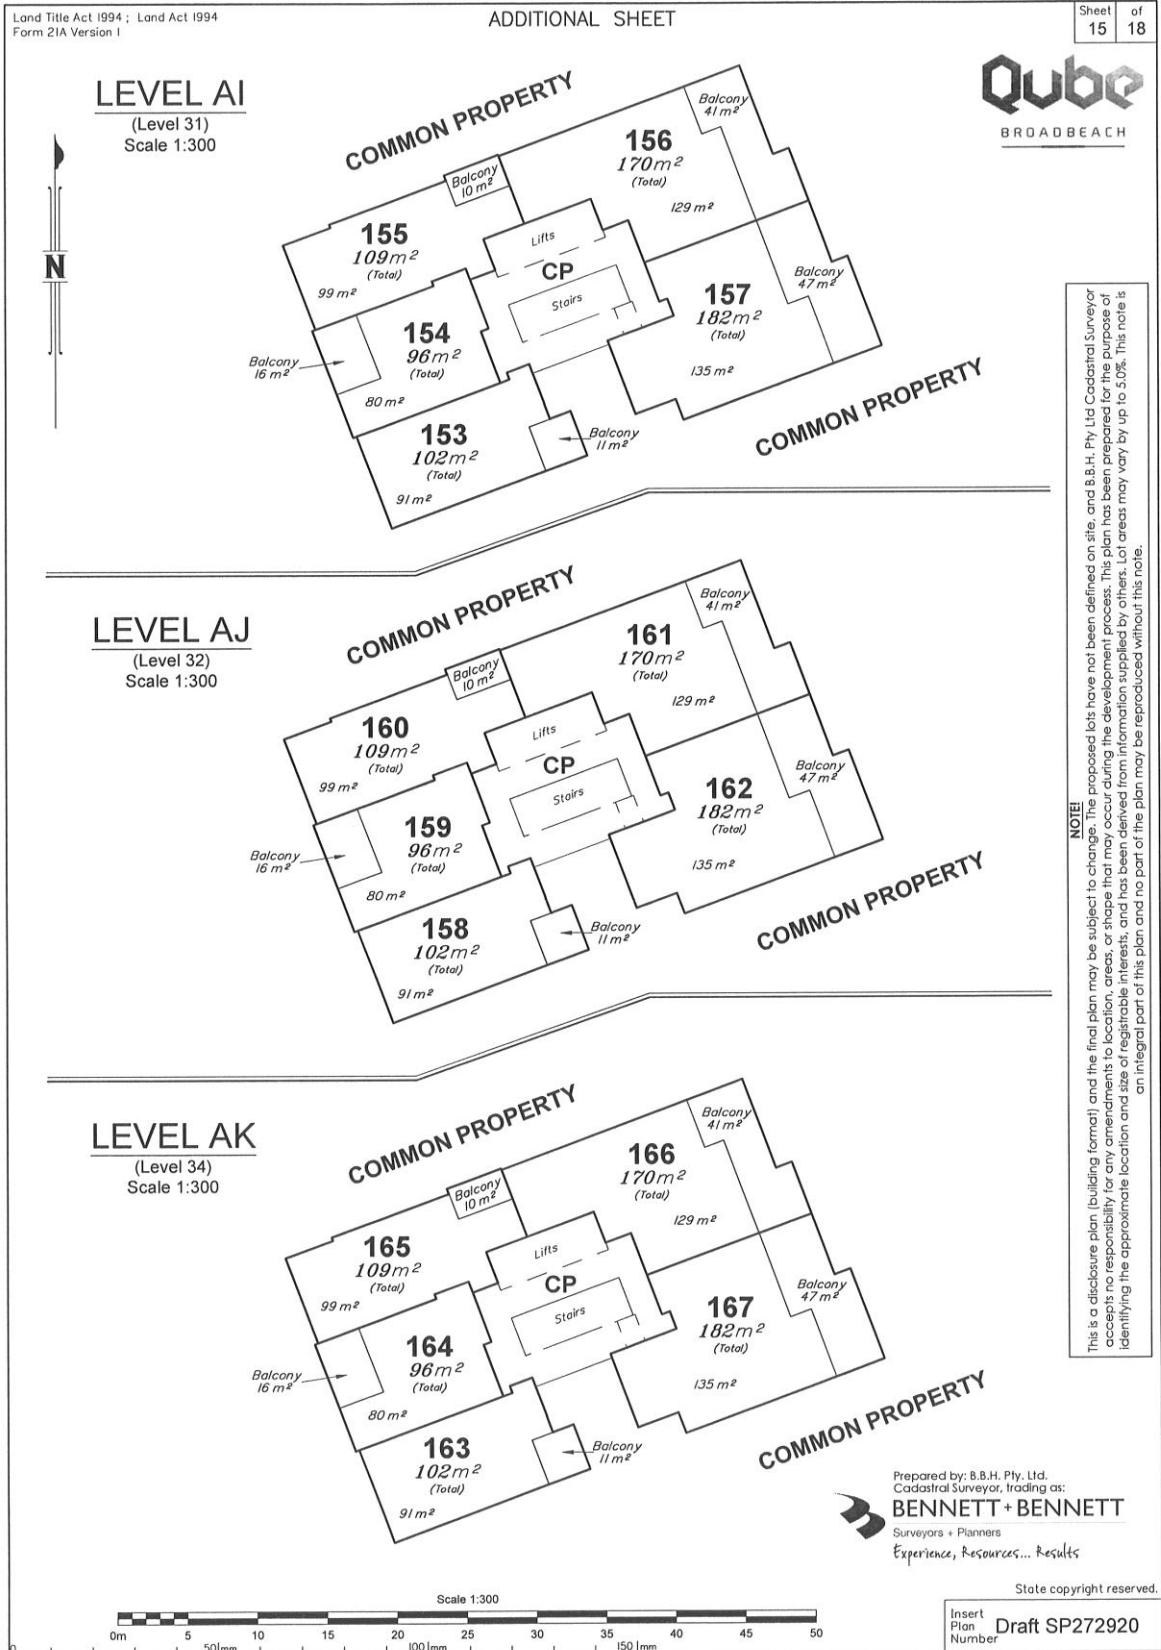 Land Title Act 1994 ; Land Act 1994
Form 21A Version 1
ADDITIONAL SHEET
Sheet of
15 18
Qube
BROADBEACH
LEVEL AI
(Level 31)
Scale 1:300
N
COMMON PROPERTY
Balcony
41 m²
156
170m²
(Total)
129 m²
Balcony
10 m²
155
109m²
(Total)
99 m²
Lifts
CP
Stairs
157
182m²
(Total)
135 m²
Balcony
47 m²
154
96m²
(Total)
80 m²
Balcony
16 m²
153
102m²
(Total)
91 m²
Balcony
11 m²
COMMON PROPERTY
LEVEL AJ
(Level 32)
Scale 1:300
COMMON PROPERTY
Balcony
41 m²
161
170m²
(Total)
129 m²
Balcony
10 m²
160
109m²
(Total)
99 m²
Lifts
CP
Stairs
162
182m²
(Total)
135 m²
Balcony
47 m²
159
96m²
(Total)
80 m²
Balcony
16 m²
158
102m²
(Total)
91 m²
Balcony
11 m²
COMMON PROPERTY
LEVEL AK
(Level 34)
Scale 1:300
COMMON PROPERTY
Balcony
41 m²
166
170m²
(Total)
129 m²
Balcony
10 m²
165
109m²
(Total)
99 m²
Lifts
CP
Stairs
167
182m²
(Total)
135 m²
Balcony
47 m²
164
96m²
(Total)
80 m²
Balcony
16 m²
163
102m²
(Total)
91 m²
Balcony
11 m²
COMMON PROPERTY
NOTE!
This is a disclosure plan (building format) and the final plan may be subject to change. The proposed lots have not been defined on site, and B.B.H. Pty Ltd Cadastral Surveyor
accepts no responsibility for any amendments to location, areas, or shape that may occur during the development process. This plan has been prepared for the purpose of
identifying the approximate location and size of registrable interests, and has been derived from information supplied by others. Lot areas may vary by up to 5.0%. This note is
an integral part of this plan and no part of the plan may be reproduced without this note.
Prepared by: B.B.H. Pty. Ltd.
Cadastral Surveyor, trading as:
BENNETT + BENNETT
Surveyors + Planners
Experience, Resources... Results
State copyright reserved.
Scale 1:300
0m 5 10 15 20 25 30 35 40 45 50
0 50mm 100mm 150mm
Insert
Plan
Number
Draft SP272920